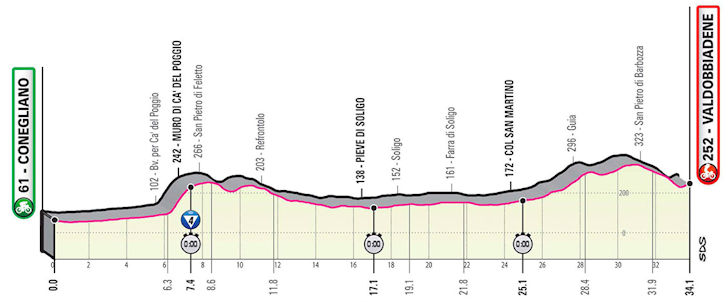 61 - CONEGLIANO
102 - Bv. per Ca' del Poggio
242 - MURO DI CA' DEL POGGIO
266 - San Pietro di Feletto
203 - Refrontolo
138 - PIEVE DI SOLIGO
152 - Soligo
161 - Farra di Soligo
172 - COL SAN MARTINO
296 - Guia
323 - San Pietro di Barbozza
252 - VALDOBBIADENE
200
0
4
0:00
0:00
0:00
SDS
0 2 4 6 8 10 12 14 16 18 20 22 24 26 28 30 32
0.0 6.3 7.4 8.6 11.8 17.1 19.1 21.4 25.1 28.4 31.9 34.1